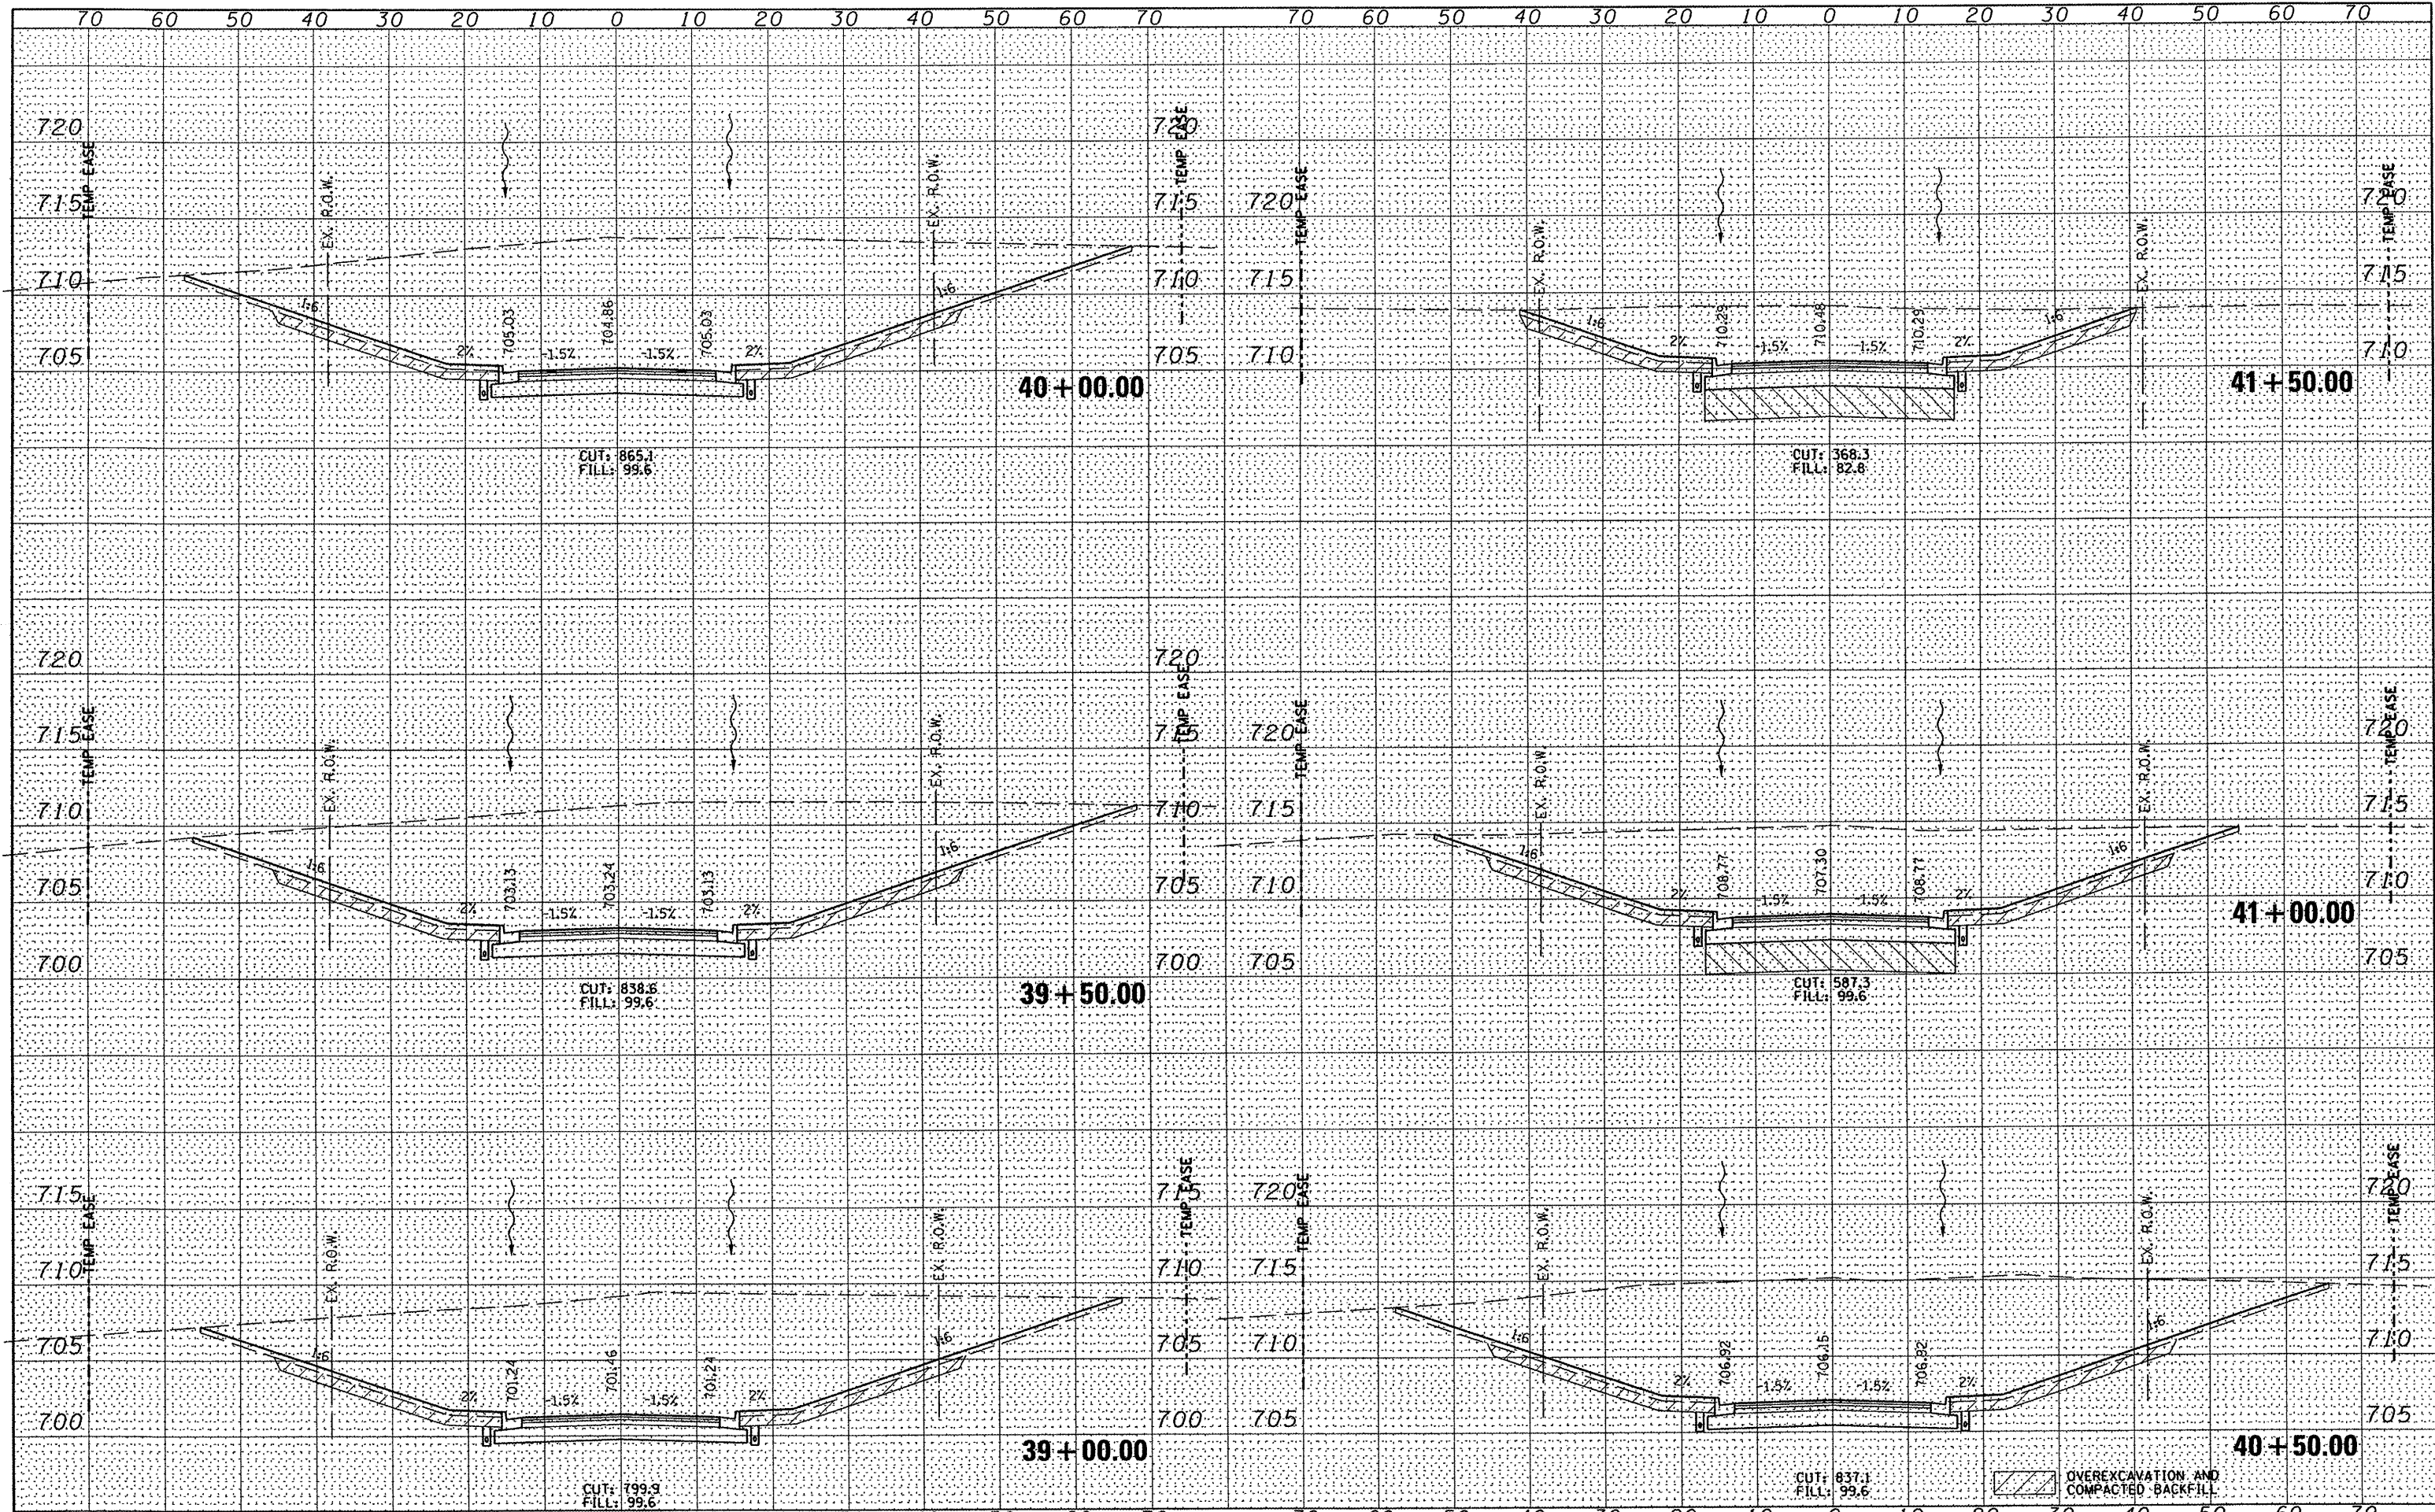 70 60 50 40 30 20 10 0 10 20 30 40 50 60 70 70 60 50 40 30 20 10 0 10 20 30 40 50 60 70
720
715
710
705
TEMP EASE
EX. R.O.W.
1:6
2%
705.03
-1.5%
704.86
-1.5%
705.03
2%
1:6
EX. R.O.W.
TEMP EASE
720
715
710
705
40+00.00
CUT: 865.1
FILL: 99.6
720
715
710
TEMP EASE
EX. R.O.W.
1:6
2%
710.29
-1.5%
710.48
-1.5%
710.29
2%
1:6
EX. R.O.W.
TEMP EASE
720
715
710
41+50.00
CUT: 368.3
FILL: 82.8
720
715
710
705
700
TEMP EASE
EX. R.O.W.
1:6
2%
703.13
-1.5%
703.24
-1.5%
703.13
2%
1:6
EX. R.O.W.
TEMP EASE
720
715
710
705
700
39+50.00
CUT: 838.6
FILL: 99.6
720
715
710
705
TEMP EASE
EX. R.O.W.
1:6
2%
708.77
-1.5%
707.30
-1.5%
708.77
2%
1:6
EX. R.O.W.
TEMP EASE
720
715
710
705
41+00.00
CUT: 587.3
FILL: 99.6
715
710
705
700
TEMP EASE
EX. R.O.W.
1:6
2%
701.24
-1.5%
701.46
-1.5%
701.24
2%
1:6
EX. R.O.W.
TEMP EASE
715
710
705
700
39+00.00
CUT: 799.9
FILL: 99.6
720
715
710
705
TEMP EASE
EX. R.O.W.
1:6
2%
706.92
-1.5%
706.15
-1.5%
706.92
2%
1:6
EX. R.O.W.
TEMP EASE
720
715
710
705
40+50.00
CUT: 837.1
FILL: 99.6
OVEREXCAVATION AND
COMPACTED BACKFILL